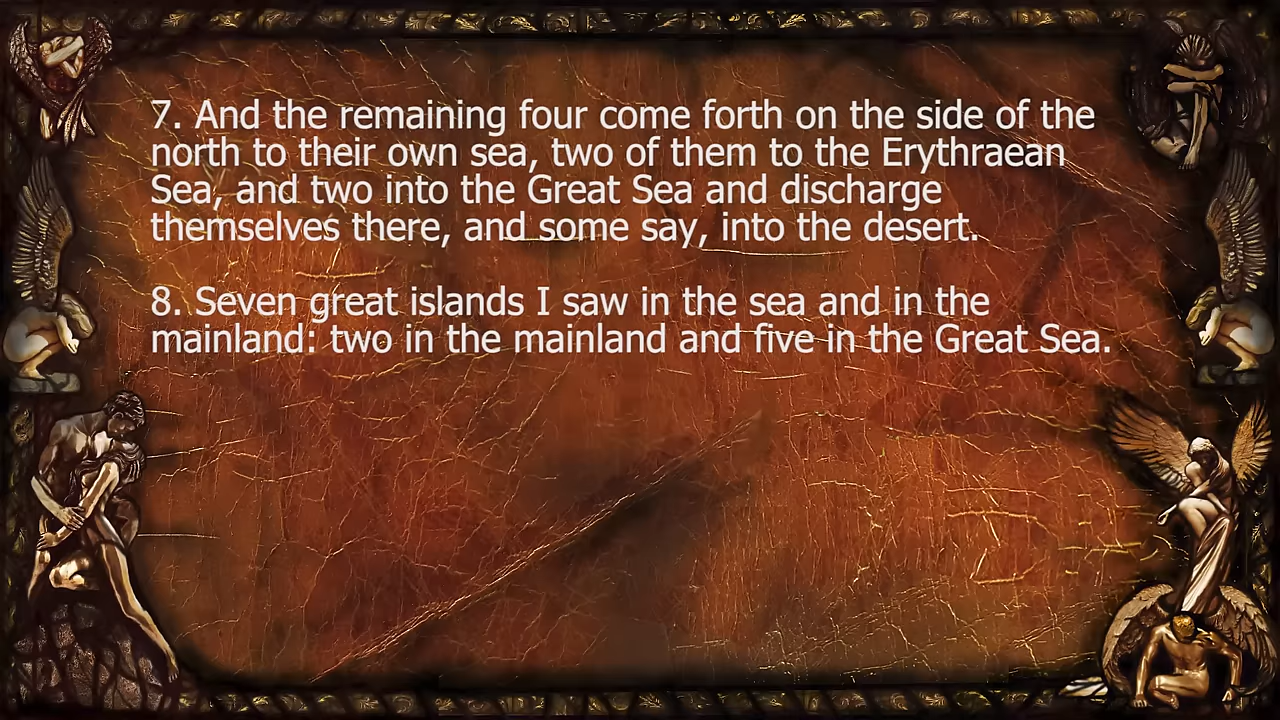 7. And the remaining four come forth on the side of the
north to their own sea, two of them to the Erythraean
Sea, and two into the Great Sea and discharge
themselves there, and some say, into the desert.
8. Seven great islands I saw in the sea and in the
mainland: two in the mainland and five in the Great Sea.